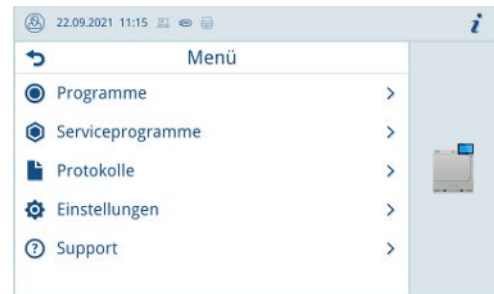 22.09.2021 11:15
Menü
Programme
Serviceprogramme
Protokolle
Einstellungen
Support